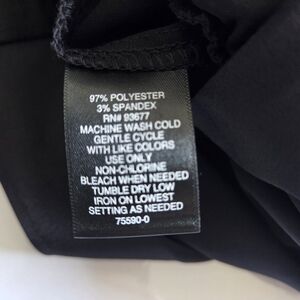 97% POLYESTER
3% SPANDEX
RN# 93677
MACHINE WASH COLD
GENTLE CYCLE
WITH LIKE COLORS
USE ONLY
NON-CHLORINE
BLEACH WHEN NEEDED
TUMBLE DRY LOW
IRON ON LOWEST
SETTING AS NEEDED
75590-0